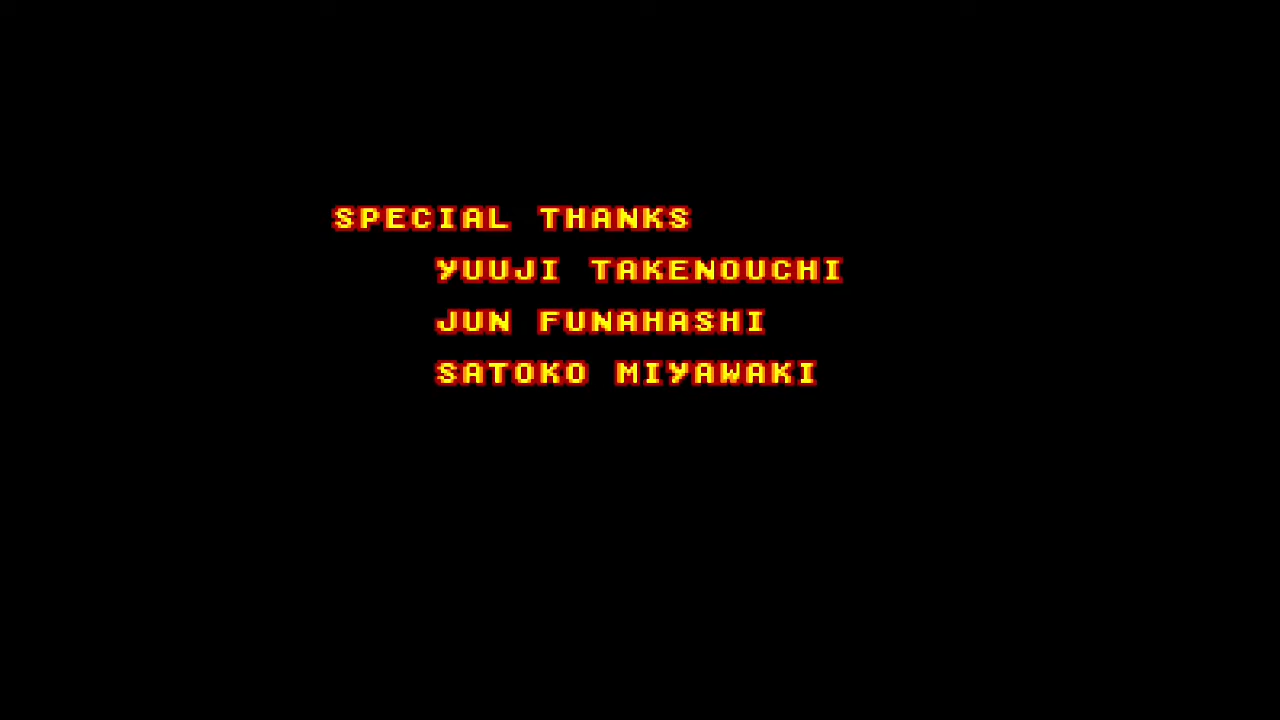 SPECIAL THANKS
YUUJI TAKENOUCHI
JUN FUNAHASHI
SATOKO MIYAWAKI